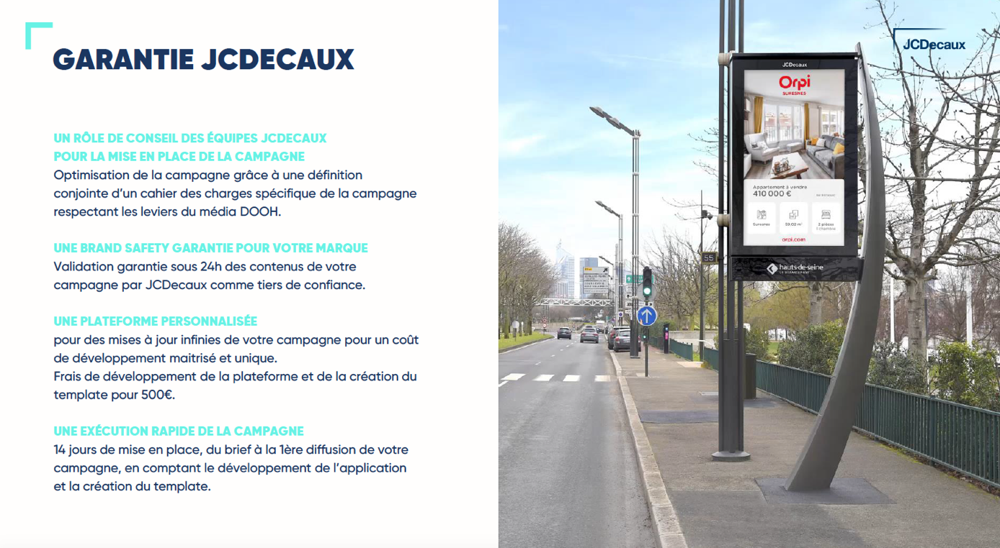 GARANTIE JCDECAUX
UN RÔLE DE CONSEIL DES ÉQUIPES JCDECAUX
POUR LA MISE EN PLACE DE LA CAMPAGNE
Optimisation de la campagne grâce à une définition
conjointe d’un cahier des charges spécifique de la campagne
respectant les leviers du média DOOH.
UNE BRAND SAFETY GARANTIE POUR VOTRE MARQUE
Validation garantie sous 24h des contenus de votre
campagne par JCDecaux comme tiers de confiance.
UNE PLATEFORME PERSONNALISÉE
pour des mises à jour infinies de votre campagne pour un coût
de développement maitrisé et unique.
Frais de développement de la plateforme et de la création du
template pour 500€.
UNE EXÉCUTION RAPIDE DE LA CAMPAGNE
14 jours de mise en place, du brief à la 1ère diffusion de votre
campagne, en comptant le développement de l’application
et la création du template.
JCDecaux
JCDecaux
Orpi
SURESNES
Appartement à vendre
410 000 €
Suresnes
59.02 m²
2 pièces
1 chambre
orpi.com
hauts-de-seine
LE DÉPARTEMENT
55